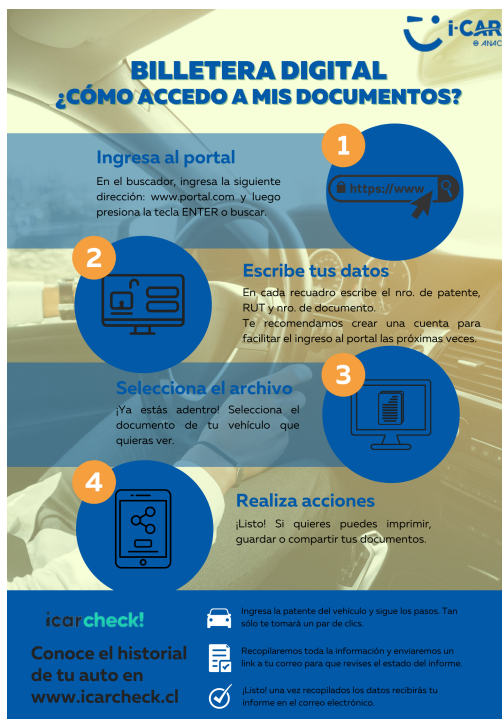 i-CAR
@ ANAC
BILLETERA DIGITAL
¿CÓMO ACCEDO A MIS DOCUMENTOS?
1
Ingresa al portal
En el buscador, ingresa la siguiente
dirección: www.portal.com y luego
presiona la tecla ENTER o buscar.
https://www
2
Escribe tus datos
En cada recuadro escribe el nro. de patente,
RUT y nro. de documento.
Te recomendamos crear una cuenta para
facilitar el ingreso al portal las próximas veces.
3
Selecciona el archivo
¡Ya estás adentro! Selecciona el
documento de tu vehículo que
quieras ver.
4
Realiza acciones
¡Listo! Si quieres puedes imprimir,
guardar o compartir tus documentos.
icarcheck!
Conoce el historial
de tu auto en
www.icarcheck.cl
Ingresa la patente del vehículo y sigue los pasos. Tan
sólo te tomará un par de clics.
Recopilaremos toda la información y enviaremos un
link a tu correo para que revises el estado del informe.
¡Listo! una vez recopilados los datos recibirás tu
informe en el correo electrónico.